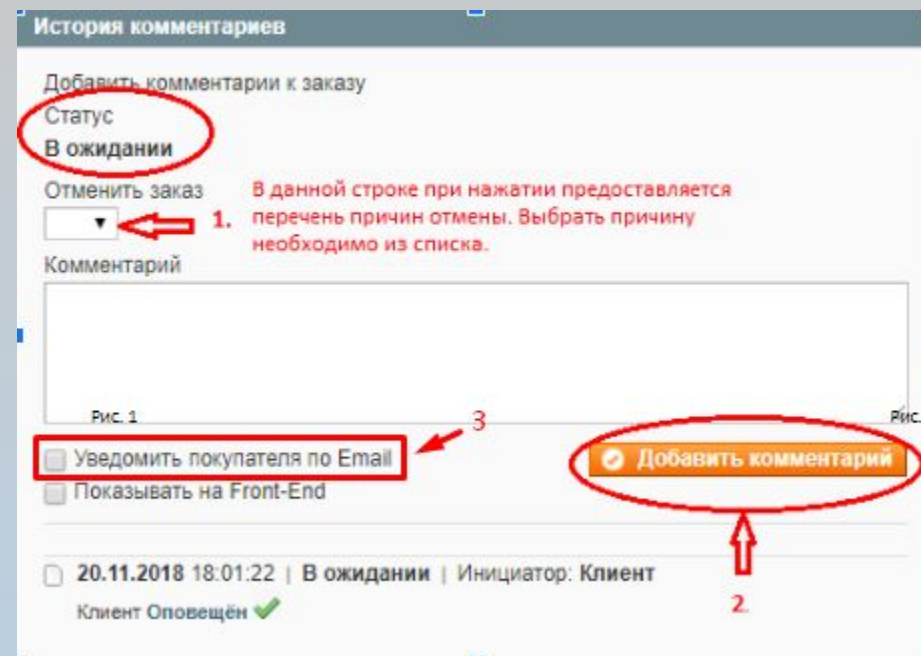 История комментариев
Добавить комментарии к заказу
Статус
В ожидании
Отменить заказ
1.
В данной строке при нажатии предоставляется
перечень причин отмены. Выбрать причину
необходимо из списка.
Комментарий
Рис. 1
3
Рис.
Уведомить покупателя по Email
Добавить комментарий
Показывать на Front-End
20.11.2018 18:01:22 | В ожидании | Инициатор: Клиент
Клиент Оповещён
2.